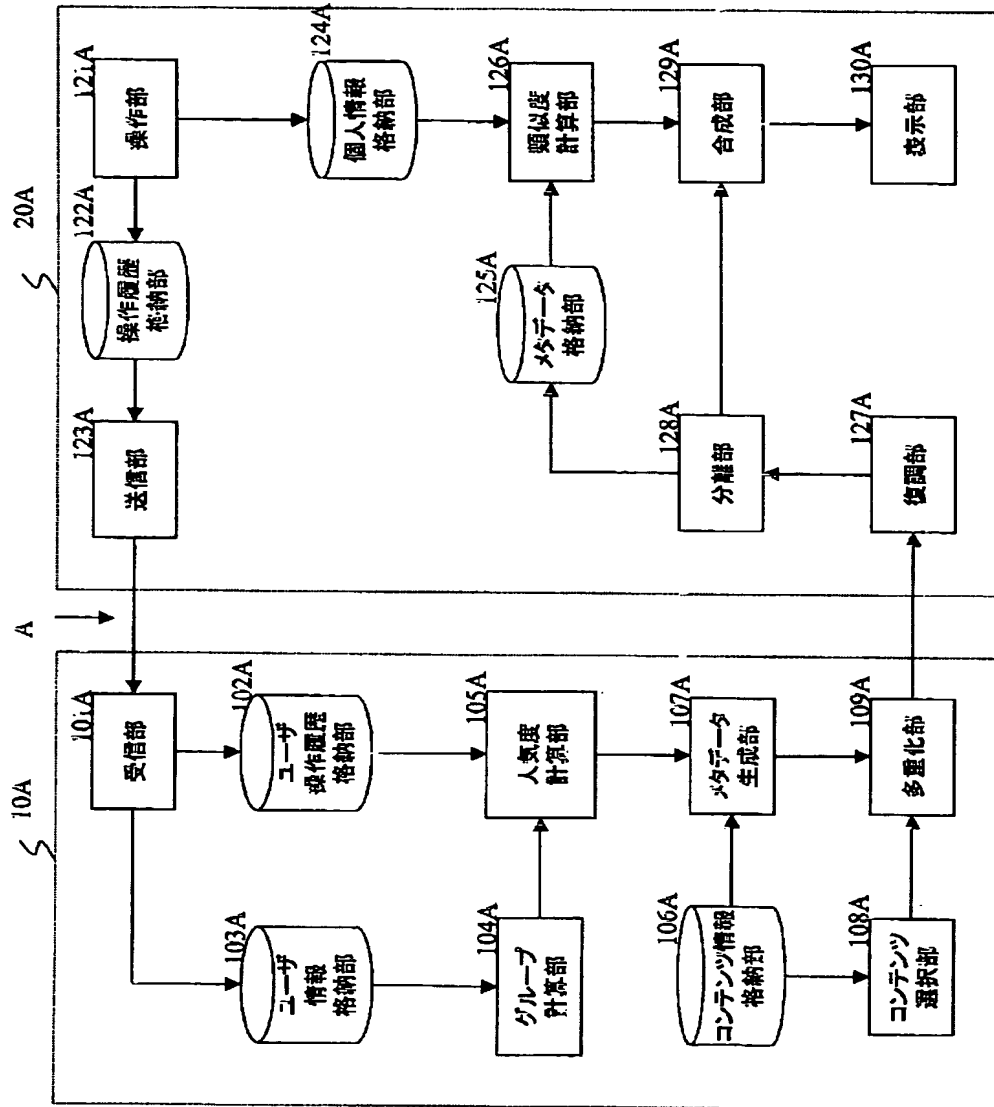 10A
A
20A
101A
受信部
103A
ユーザ
情報
格納部
102A
ユーザ
操作履歴
格納部
104A
グループ
計算部
105A
人気度
計算部
106A
コンテンツ情報
格納部
107A
メタデータ
生成部
108A
コンテンツ
選択部
109A
多重化部
123A
送信部
122A
操作履歴
格納部
121A
操作部
124A
個人情報
格納部
125A
メタデータ
格納部
126A
類似度
計算部
128A
分離部
129A
合成部
127A
復調部
130A
表示部